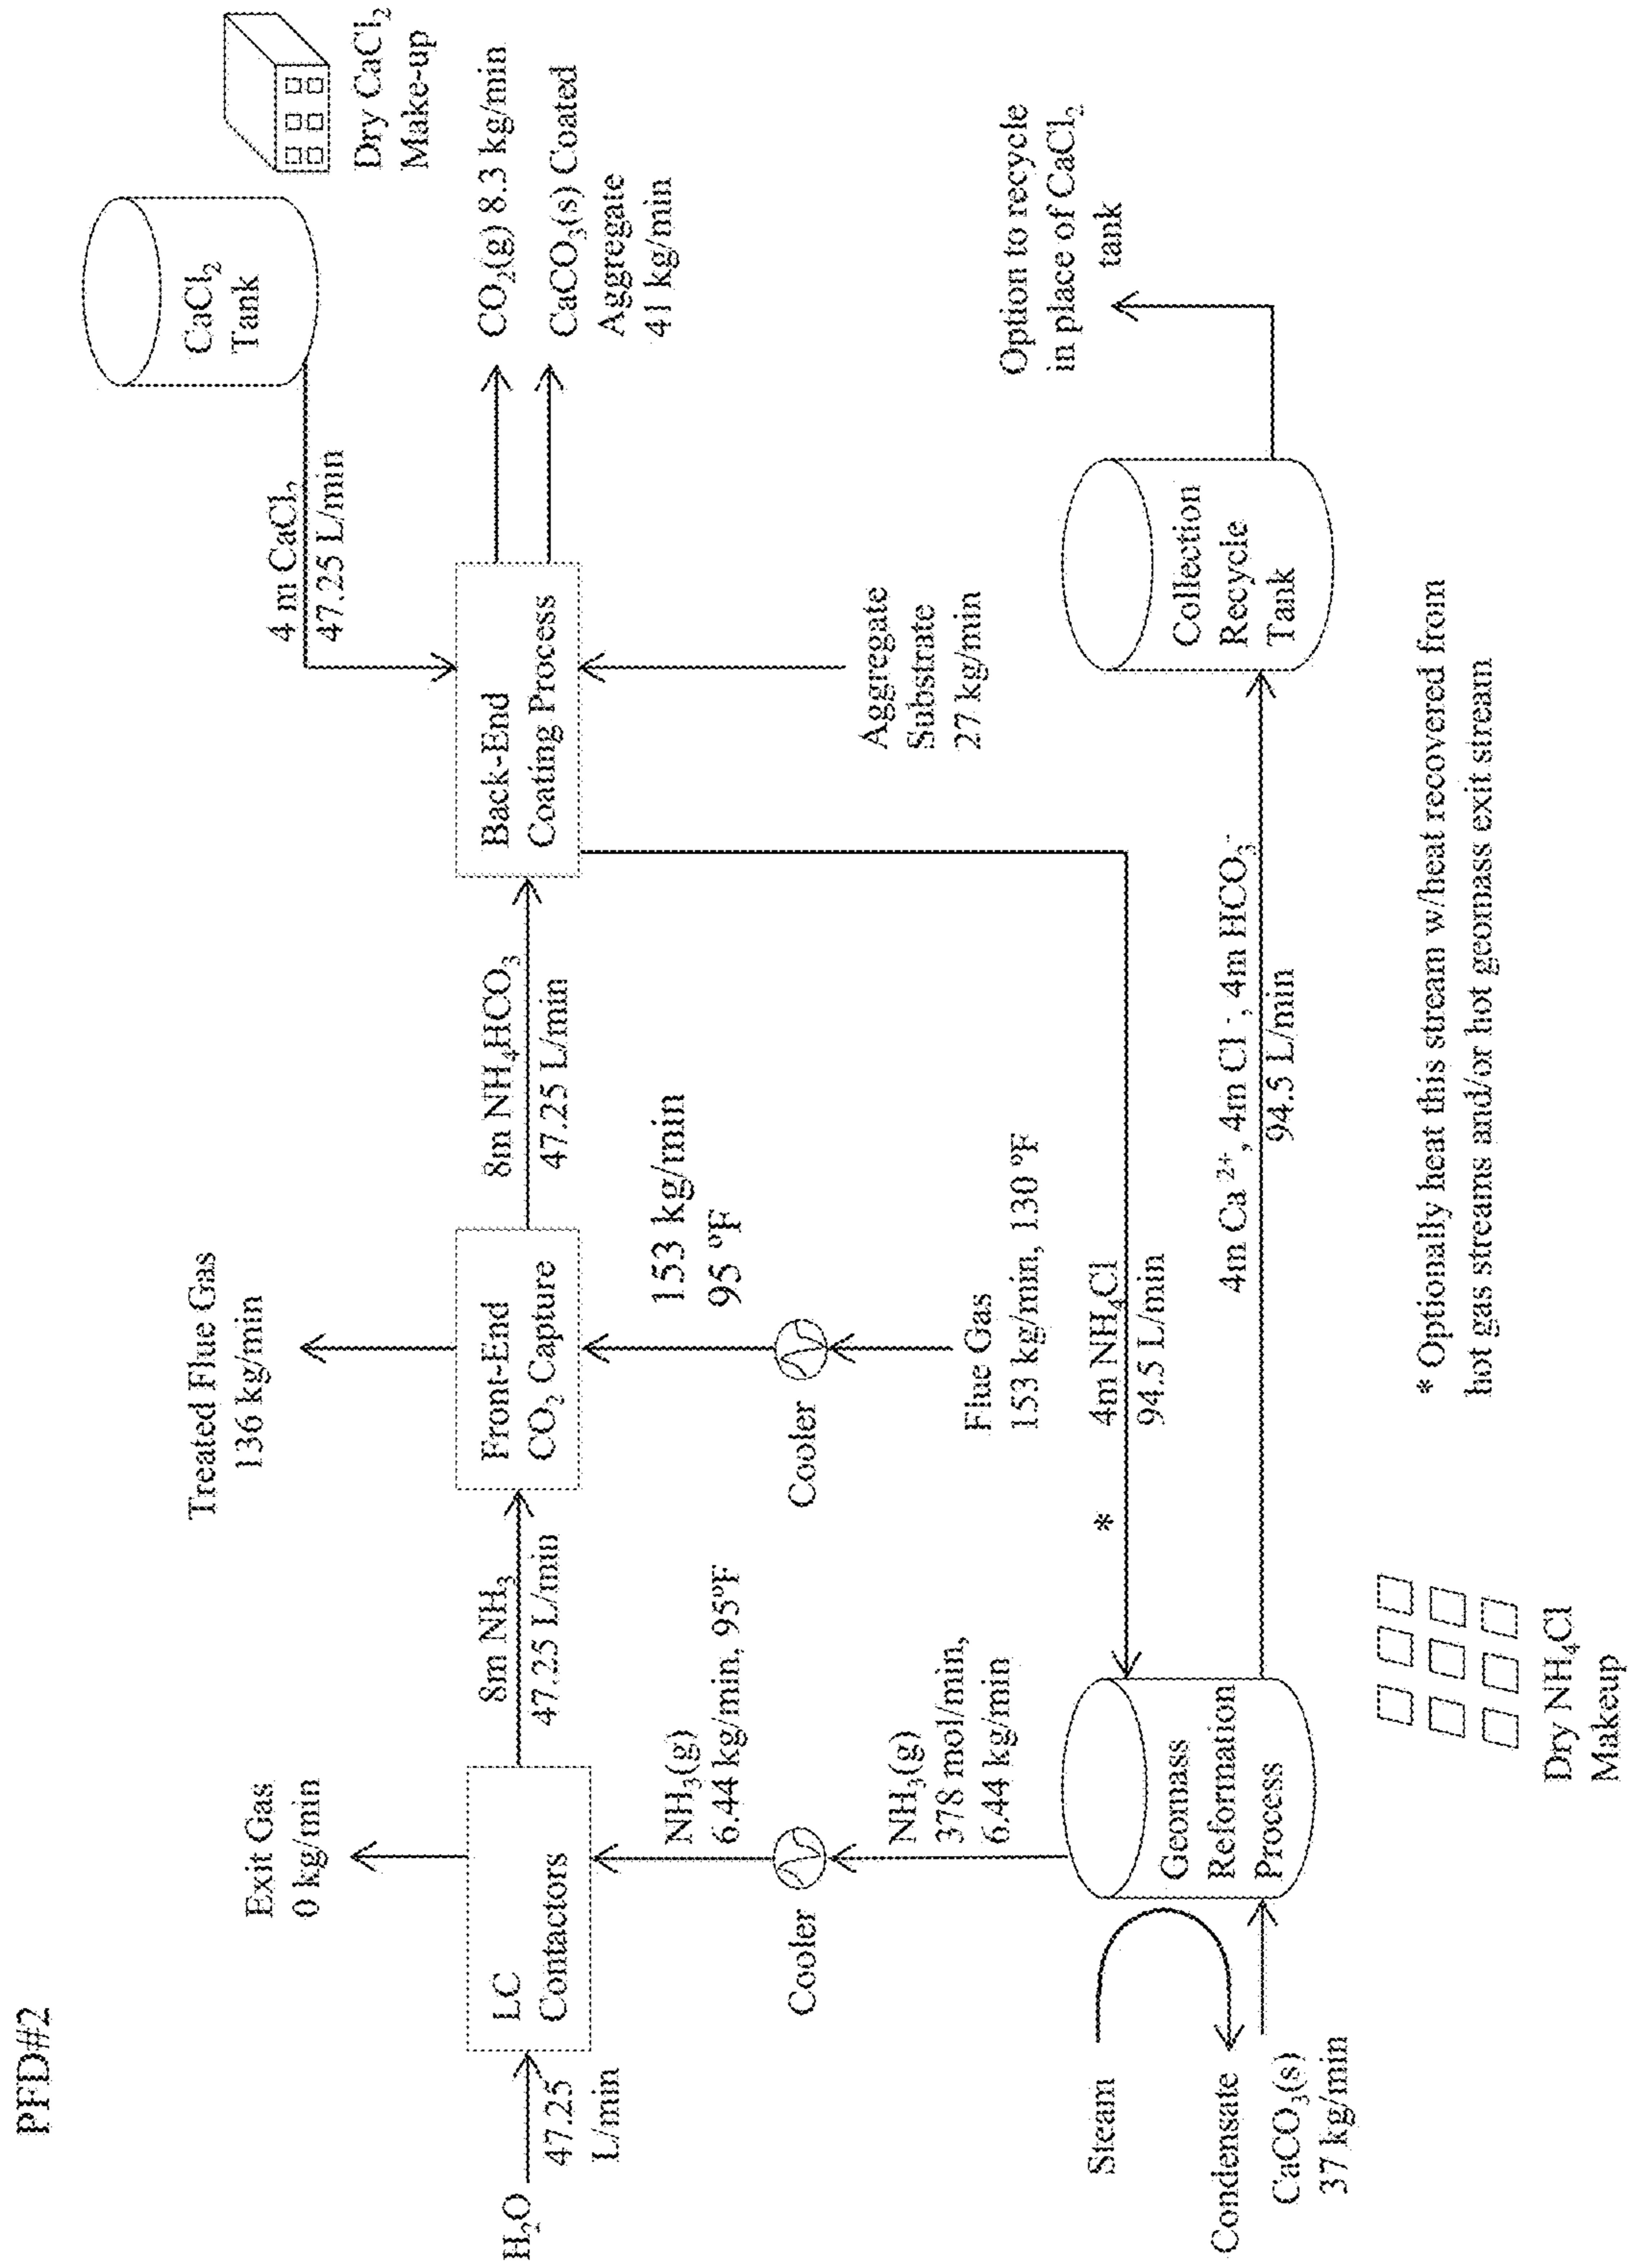 PFD#2
Exit Gas
0 kg/min
Treated Flue Gas
136 kg/min
CaCl₂
Tank
Dry CaCl₂
Make-up
4 m CaCl₂
47.25 L/min
H₂O
47.25
L/min
LC
Contactors
8m NH₃
47.25 L/min
Front-End
CO₂ Capture
8m NH₄HCO₃
47.25 L/min
Back-End
Coating Process
CO₂(g) 8.3 kg/min
CaCO₃(s) Coated
Aggregate
41 kg/min
NH₃(g)
6.44 kg/min, 95ºF
Cooler
NH₃(g)
378 mol/min,
6.44 kg/min
153 kg/min
95 ºF
Cooler
Flue Gas
153 kg/min, 130 ºF
Aggregate
Substrate
27 kg/min
Steam
Condensate
CaCO₃(s)
37 kg/min
Geomass
Reformation
Process
*
4m NH₄Cl
94.5 L/min
4m Ca²⁺, 4m Cl⁻, 4m HCO₃⁻
94.5 L/min
Collection
Recycle
Tank
Option to recycle
in place of CaCl₂
tank
Dry NH₄Cl
Makeup
* Optionally heat this stream w/heat recovered from
hot gas streams and/or hot geomass exit stream